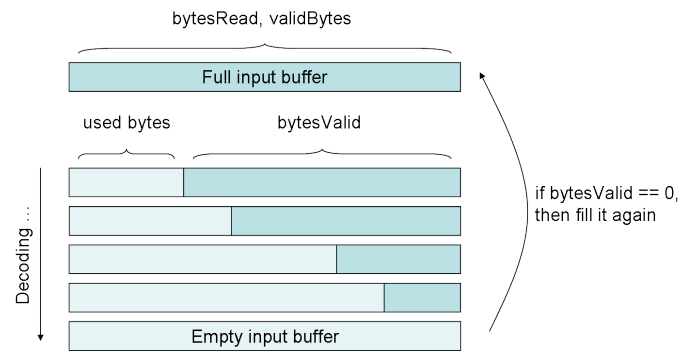 bytesRead, validBytes
Full input buffer
used bytes
bytesValid
Decoding ...
if bytesValid == 0,
then fill it again
Empty input buffer